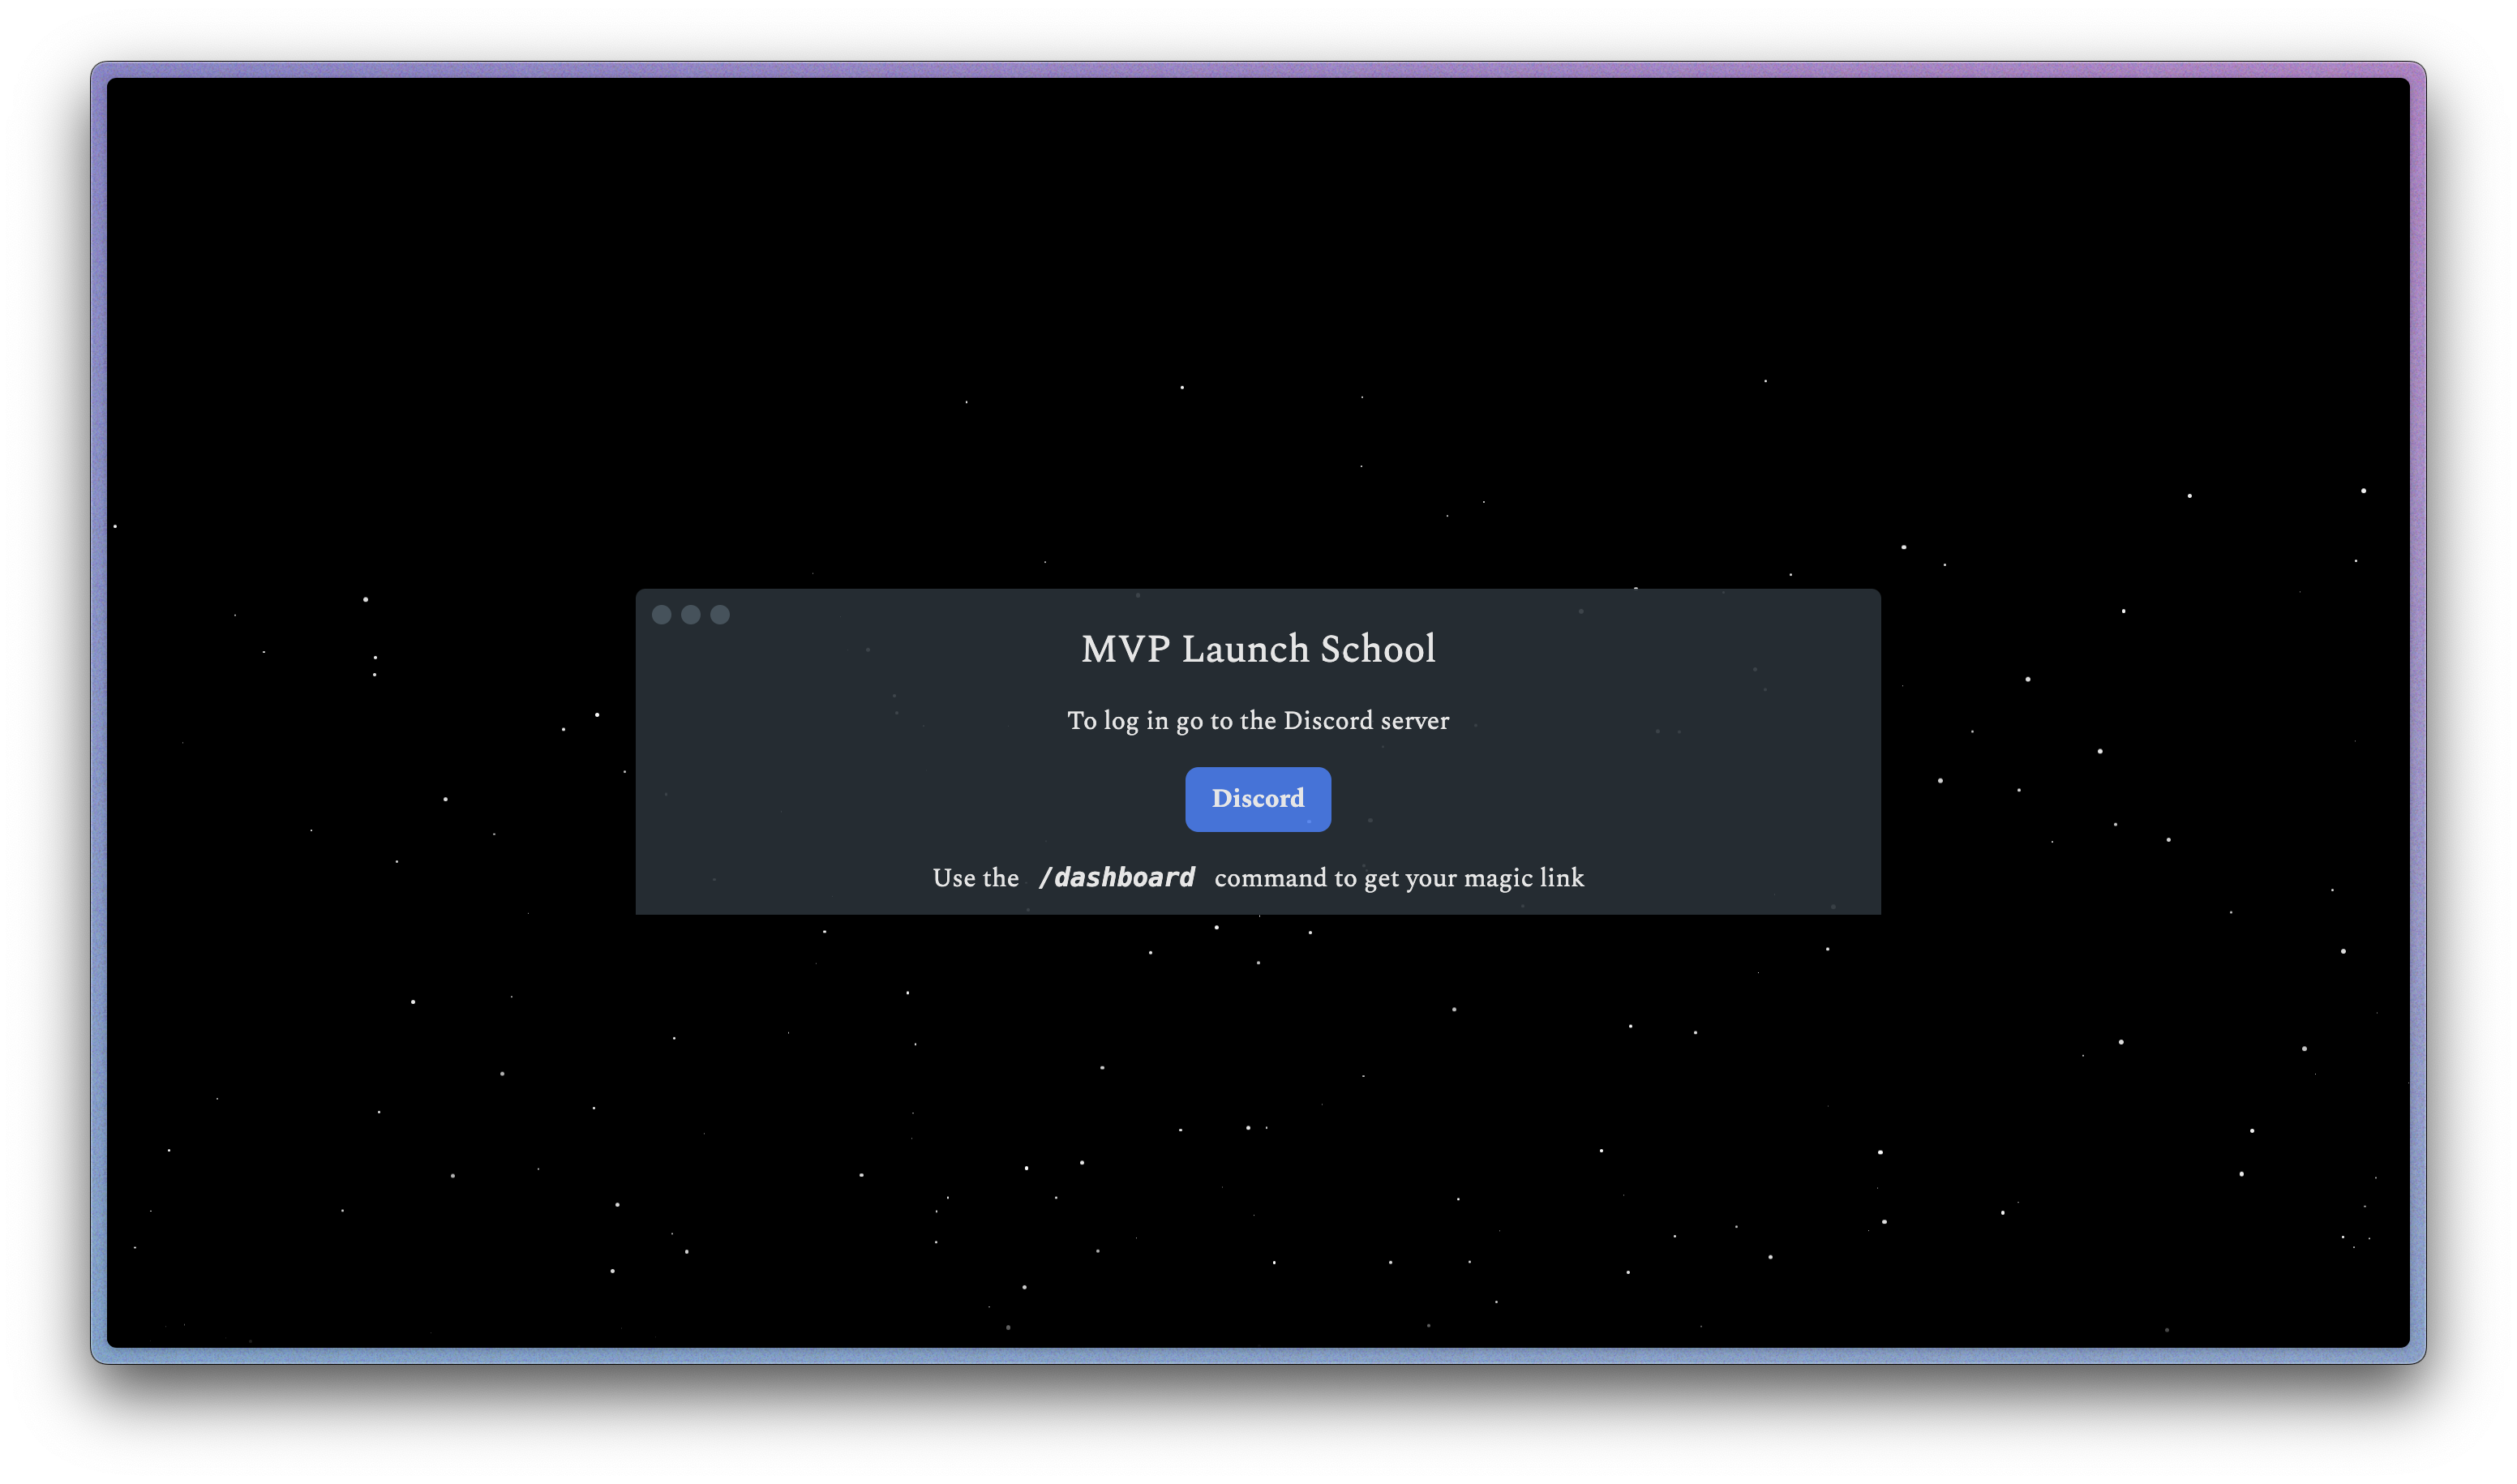 MVP Launch School
To log in go to the Discord server
Discord
Use the /dashboard command to get your magic link